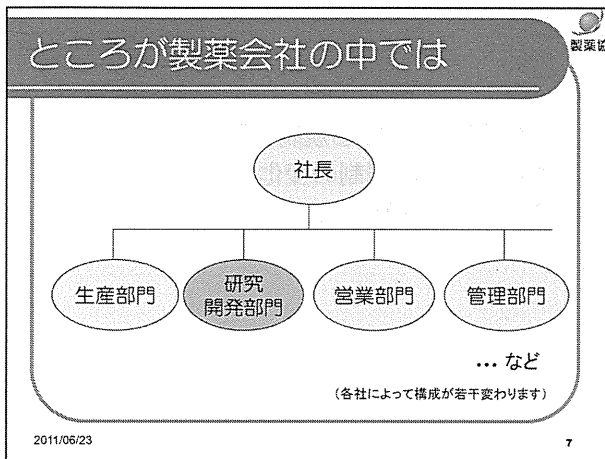 ところが製薬会社の中では
製薬協
社長
生産部門
研究
開発部門
営業部門
管理部門
… など
（各社によって構成が若干変わります）
2011/06/23
7